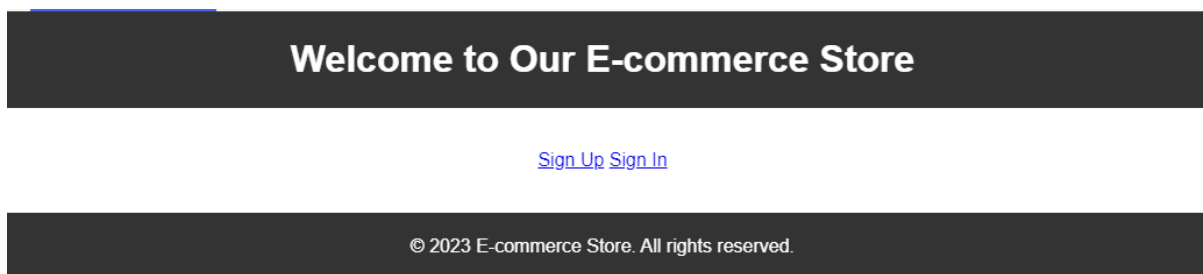 Welcome to Our E-commerce Store
Sign Up Sign In
© 2023 E-commerce Store. All rights reserved.